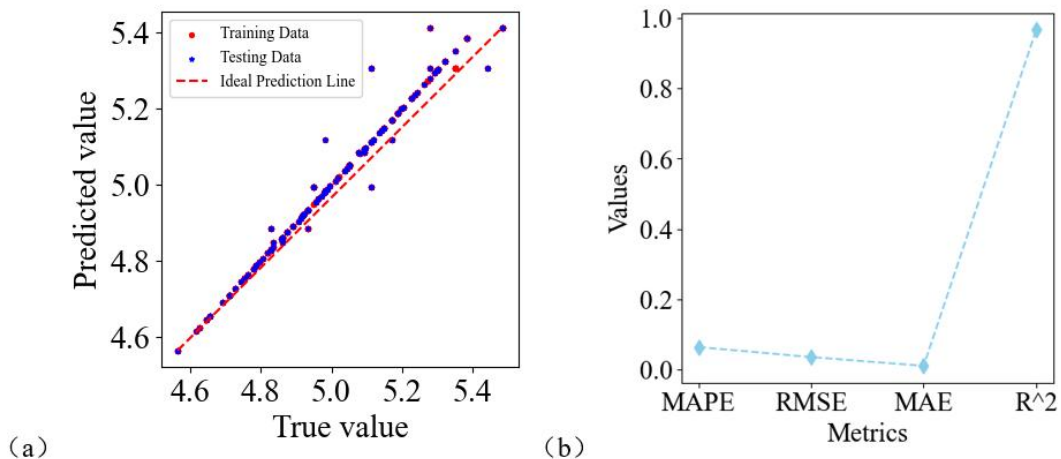 Training Data
Testing Data
Ideal Prediction Line
Predicted value
5.4
5.2
5.0
4.8
4.6
4.6 4.8 5.0 5.2 5.4
True value
（a）
Values
1.0
0.8
0.6
0.4
0.2
0.0
MAPE RMSE MAE R^2
Metrics
（b）